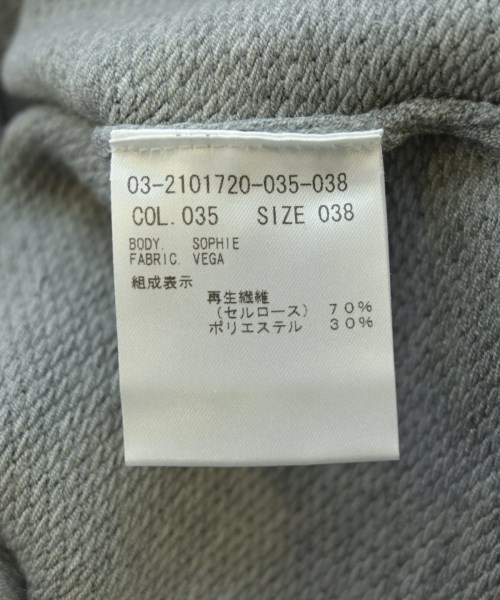 03-2101720-035-038
COL.035 SIZE 038
BODY. SOPHIE
FABRIC. VEGA
組成表示
再生繊維
(セルロース) 70%
ポリエステル 30%